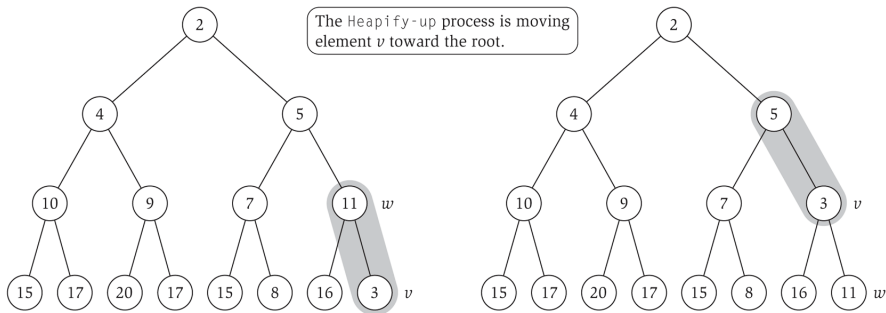 The Heapify-up process is moving
element v toward the root.
2
4 5
10 9 7 11 w
15 17 20 17 15 8 16 3 v
2
4 5
10 9 7 3 v
15 17 20 17 15 8 16 11 w